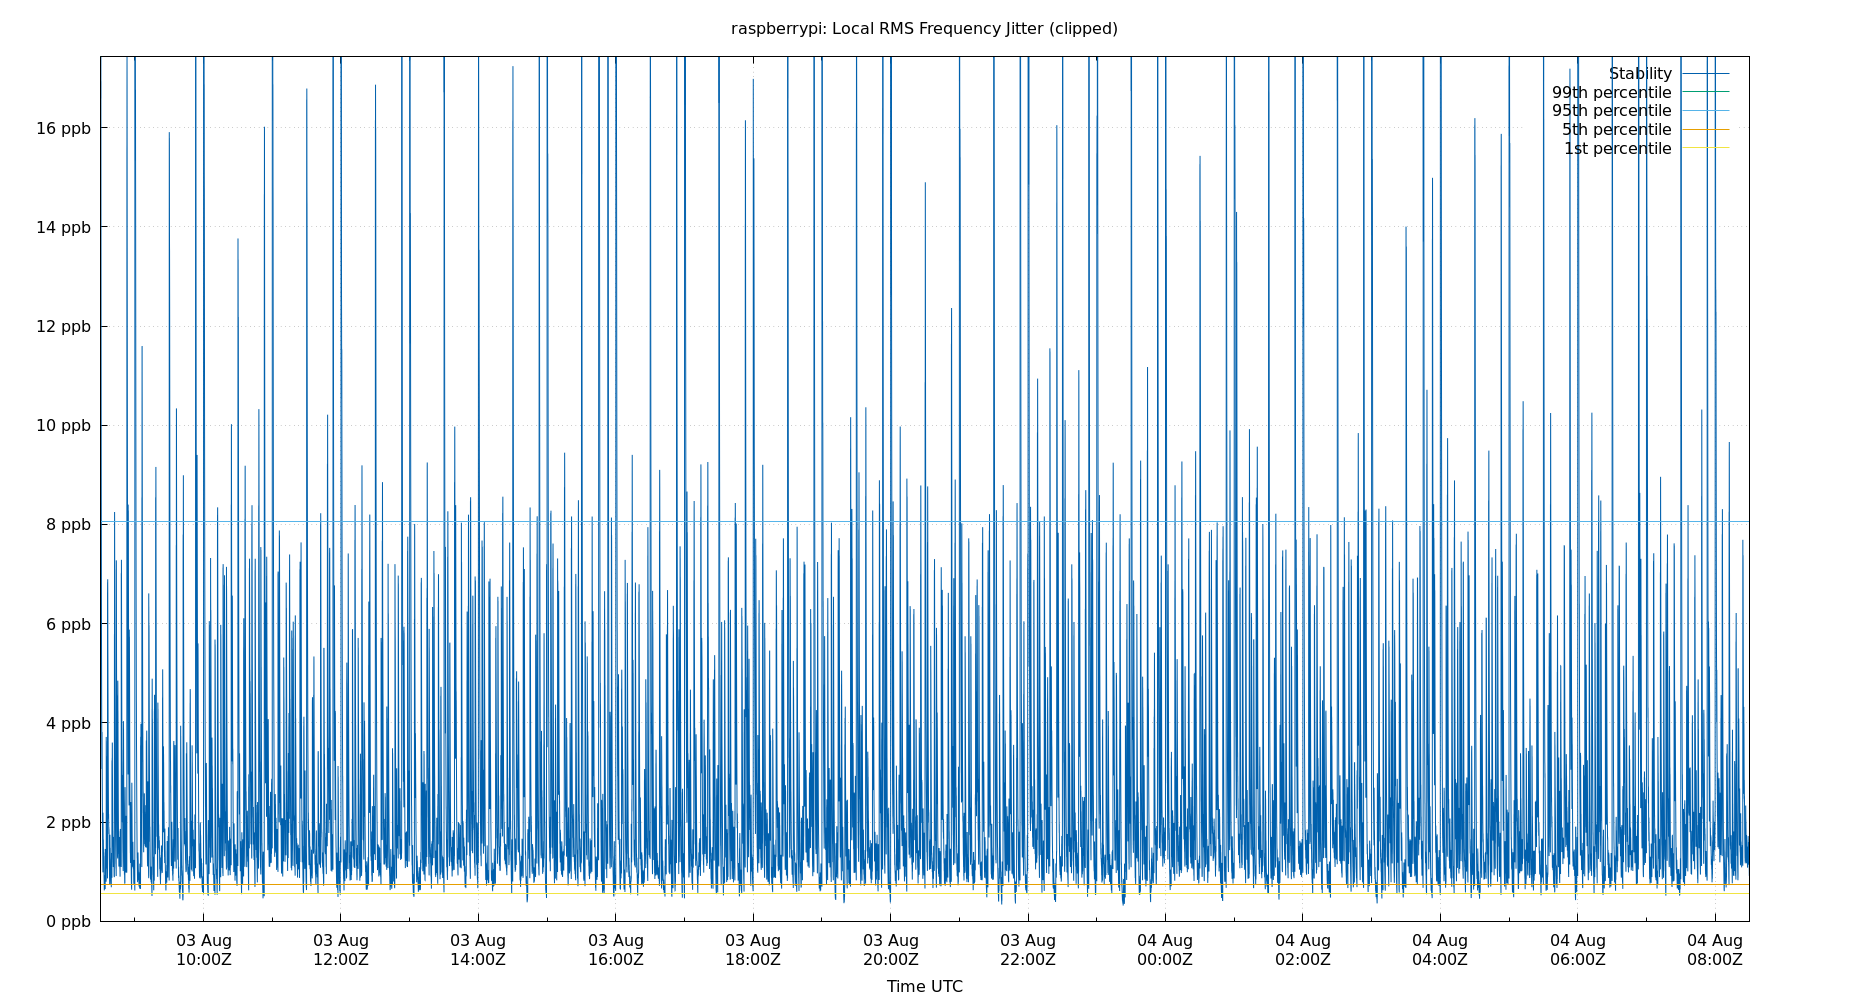 raspberrypi: Local RMS Frequency Jitter (clipped)
Stability
99th percentile
95th percentile
5th percentile
1st percentile
16 ppb
14 ppb
12 ppb
10 ppb
8 ppb
6 ppb
4 ppb
2 ppb
0 ppb
03 Aug 03 Aug 03 Aug 03 Aug 03 Aug 03 Aug 03 Aug 04 Aug 04 Aug 04 Aug 04 Aug 04 Aug
10:00Z 12:00Z 14:00Z 16:00Z 18:00Z 20:00Z 22:00Z 00:00Z 02:00Z 04:00Z 06:00Z 08:00Z
Time UTC